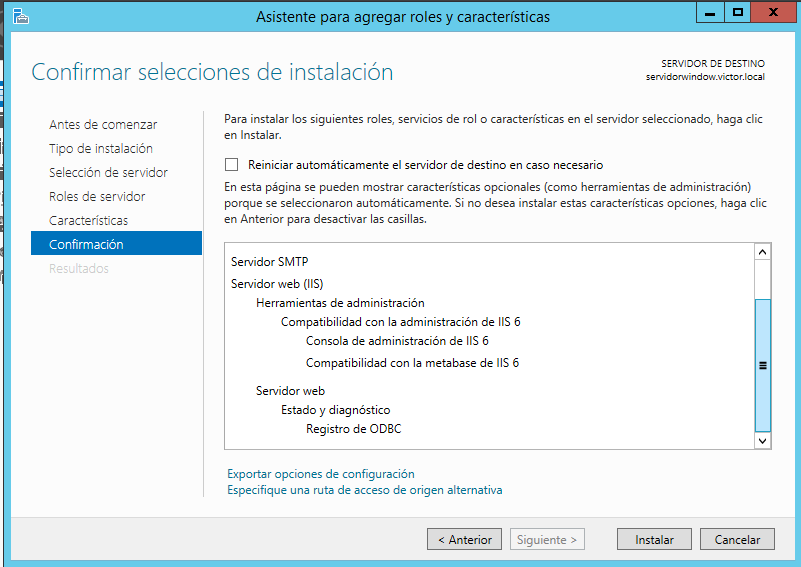 Asistente para agregar roles y características
Confirmar selecciones de instalación
SERVIDOR DE DESTINO
servidorwindow.victor.local
Antes de comenzar
Tipo de instalación
Selección de servidor
Roles de servidor
Características
Confirmación
Resultados
Para instalar los siguientes roles, servicios de rol o características en el servidor seleccionado, haga clic
en Instalar.
Reiniciar automáticamente el servidor de destino en caso necesario
En esta página se pueden mostrar características opcionales (como herramientas de administración)
porque se seleccionaron automáticamente. Si no desea instalar estas características opciones, haga clic
en Anterior para desactivar las casillas.
Servidor SMTP
Servidor web (IIS)
Herramientas de administración
Compatibilidad con la administración de IIS 6
Consola de administración de IIS 6
Compatibilidad con la metabase de IIS 6
Servidor web
Estado y diagnóstico
Registro de ODBC
Exportar opciones de configuración
Especifique una ruta de acceso de origen alternativa
< Anterior
Siguiente >
Instalar
Cancelar